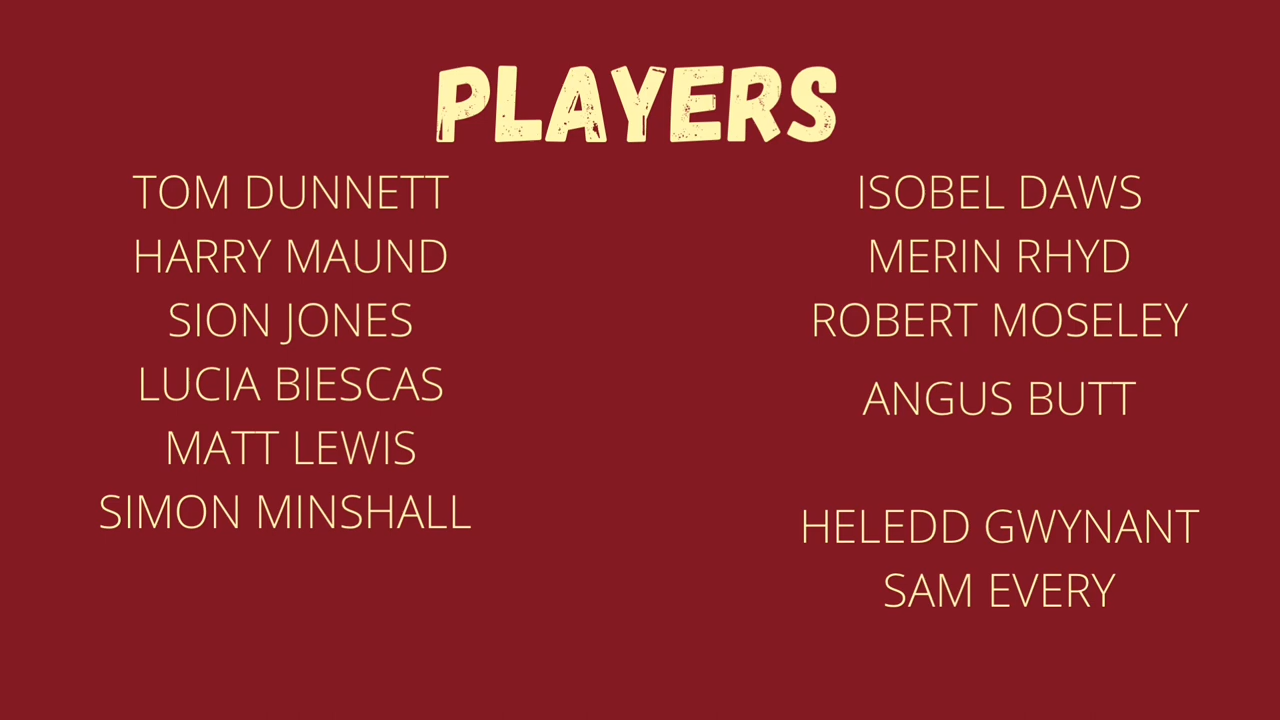 PLAYERS
TOM DUNNETT
HARRY MAUND
SION JONES
LUCIA BIESCAS
MATT LEWIS
SIMON MINSHALL
ISOBEL DAWS
MERIN RHYD
ROBERT MOSELEY
ANGUS BUTT
HELEDD GWYNANT
SAM EVERY